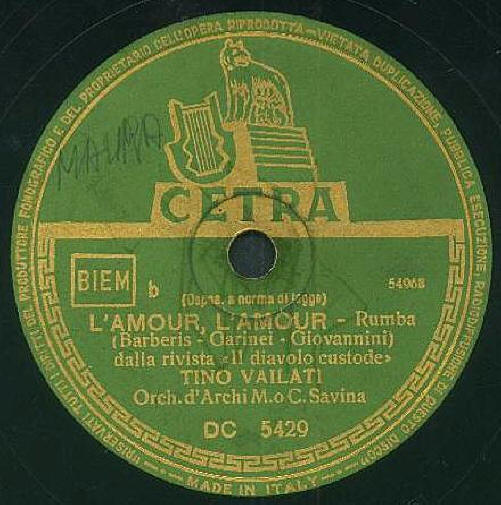 «RISERVATI TUTTI I DIRITTI DEL PRODUTTORE FONOGRAFICO E DEL PROPRIETARIO DELL'OPERA RIPRODOTTA - VIETATA DUPLICAZIONE, PUBBLICA ESECUZIONE, RADIODIFFUSIONE DI QUESTO DISCO»
MAURA
CETRA
BIEM
b
54968
(Depos. a norma di legge)
L'AMOUR, L'AMOUR - Rumba
(Barberis - Garinei - Giovannini)
dalla rivista «Il diavolo custode»
TINO VAILATI
Orch. d'Archi M.o C. Savina
DC 5429
MADE IN ITALY